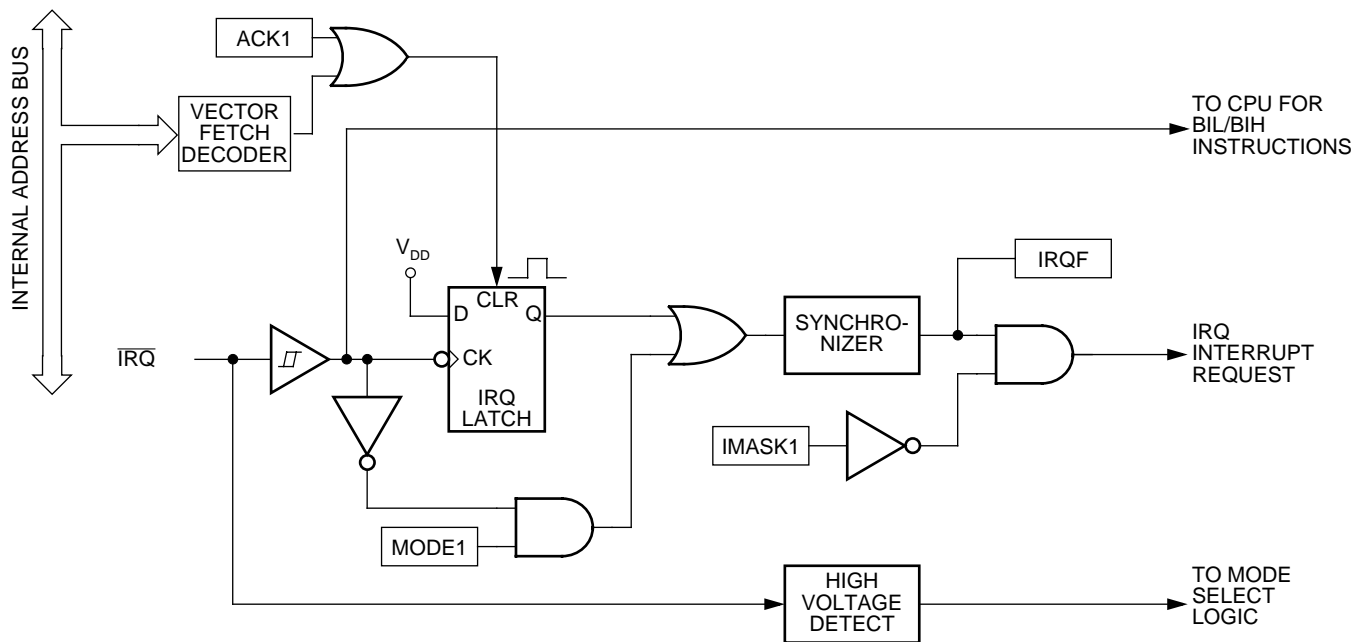 INTERNAL ADDRESS BUS
ACK1
VECTOR
FETCH
DECODER
TO CPU FOR
BIL/BIH
INSTRUCTIONS
VDD
D
CLR
Q
CK
IRQ
LATCH
IRQ
SYNCHRO-
NIZER
IRQF
IRQ
INTERRUPT
REQUEST
IMASK1
MODE1
HIGH
VOLTAGE
DETECT
TO MODE
SELECT
LOGIC